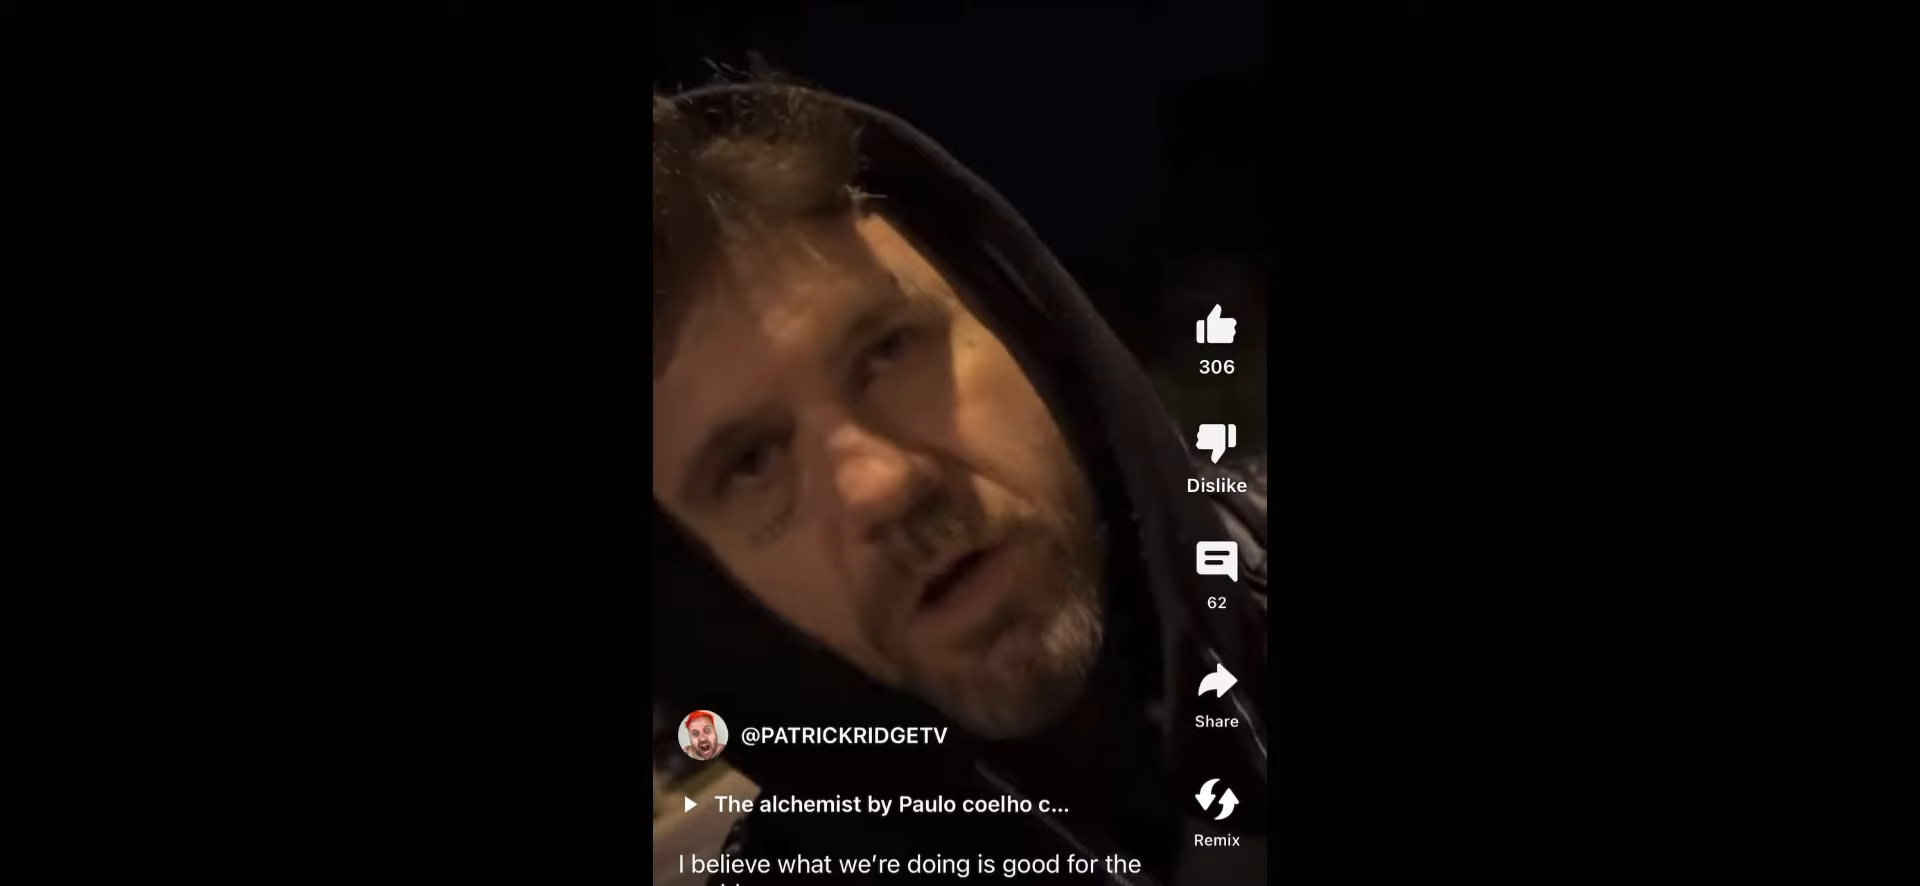 306
Dislike
62
Share
Remix
@PATRICKRIDGETV
The alchemist by Paulo coelho c...
I believe what we're doing is good for the